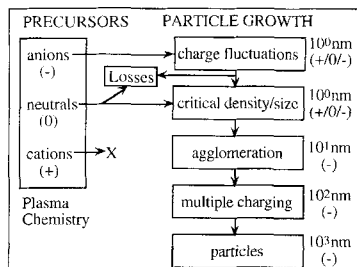 PRECURSORS PARTICLE GROWTH
anions
(-)
charge fluctuations
10⁰nm
(+/0/-)
Losses
neutrals
(0)
critical density/size
10⁰nm
(+/0/-)
cations
(+)
X
agglomeration
10¹nm
(-)
Plasma
Chemistry
multiple charging
10²nm
(-)
particles
10³nm
(-)